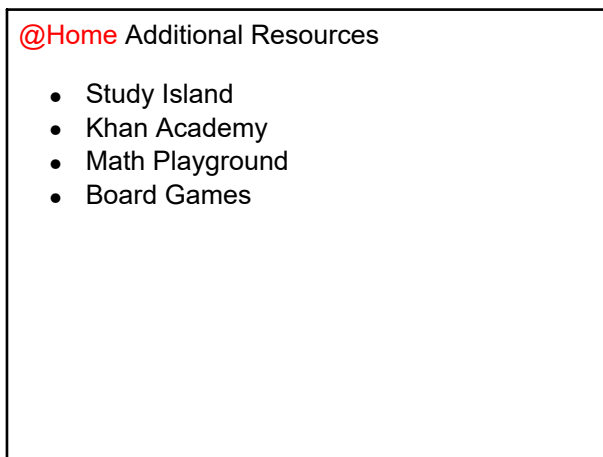 @Home Additional Resources
● Study Island
● Khan Academy
● Math Playground
● Board Games